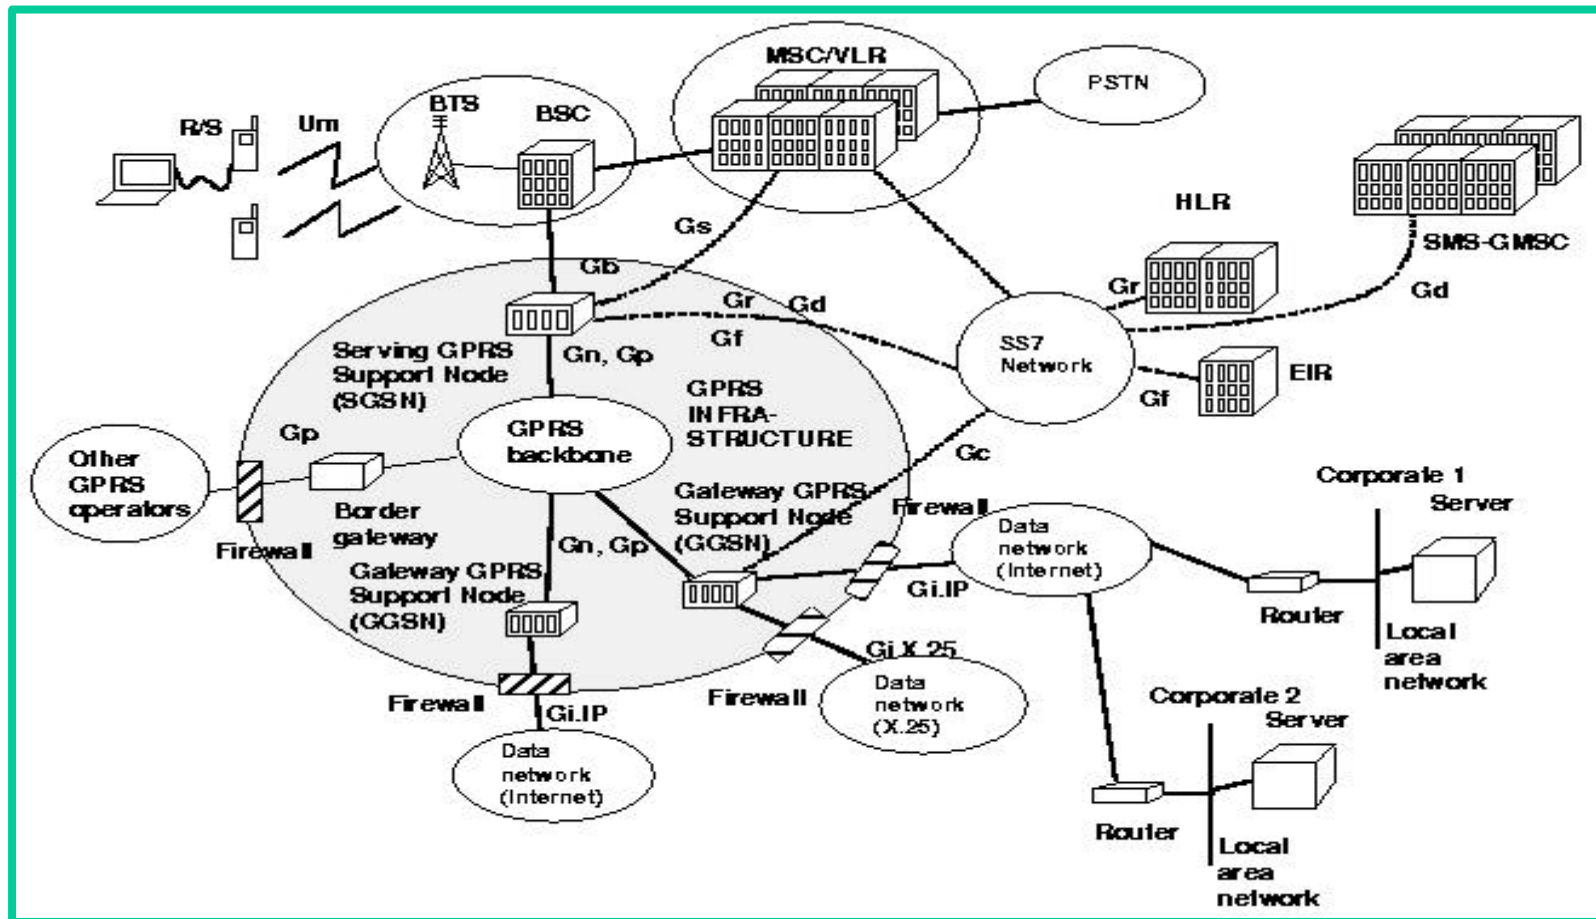 MSC/VLR
PSTN
BTS
BSC
R/S
Um
HLR
SMS-GMSC
Gs
Gb
Gr
Gd
Gf
Gr
Gd
SS7
Network
EIR
Gf
Gn, Gp
Serving GPRS
Support Node
(SGSN)
GPRS
INFRA-
STRUCTURE
Gp
GPRS
backbone
Gc
Other
GPRS
operators
Corporate 1
Server
Gateway GPRS
Support Node
(GGSN)
Firewall
Data
network
(Internet)
Border
gateway
Firewall
Gn, Gp
Gateway GPRS
Support Node
(GGSN)
Gi.IP
Router
Local
area
network
Gi.X.25
Firewall
Firewall
Data
network
(X.25)
Corporate 2
Server
Gi.IP
Data
network
(Internet)
Router
Local
area
network